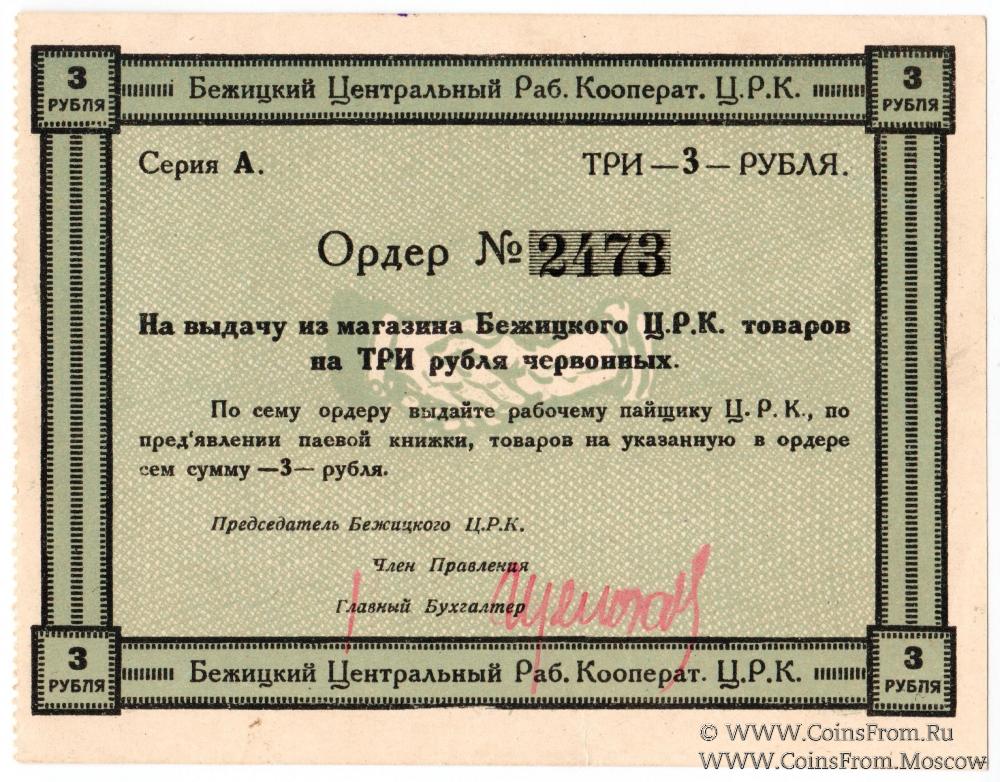 3 РУБЛЯ
Бежицкий Центральный Раб. Кооперат. Ц.Р.К.
3 РУБЛЯ
Серия А.
ТРИ —3— РУБЛЯ.
Ордер № 2473
На выдачу из магазина Бежицкого Ц.Р.К. товаров
на ТРИ рубля червонных.
По сему ордеру выдайте рабочему пайщику Ц. Р. К., по
пред'явлении паевой книжки, товаров на указанную в ордере
сем сумму —3— рубля.
Председатель Бежицкого Ц.Р.К.
Член Правления
Главный Бухгалтер
3 РУБЛЯ
Бежицкий Центральный Раб. Кооперат. Ц.Р.К.
3 РУБЛЯ
© WWW.CoinsFrom.Ru
WWW.CoinsFrom.Moscow